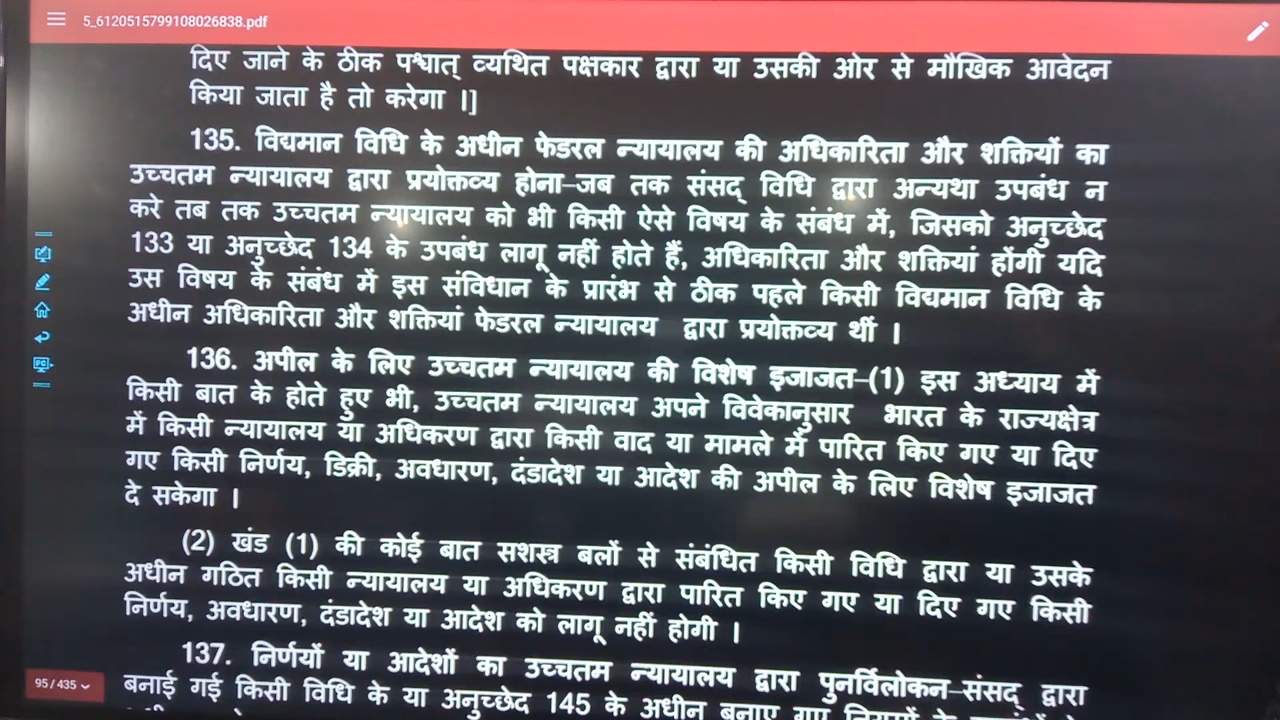 5_6120515799108026838.pdf
दिए जाने के ठीक पश्चात् व्यथित पक्षकार द्वारा या उसकी ओर से मौखिक आवेदन
किया जाता है तो करेगा ।]
135. विद्यमान विधि के अधीन फेडरल न्यायालय की अधिकारिता और शक्तियों का
उच्चतम न्यायालय द्वारा प्रयोक्तव्य होना–जब तक संसद् विधि द्वारा अन्यथा उपबंध न
करे तब तक उच्चतम न्यायालय को भी किसी ऐसे विषय के संबंध में, जिसको अनुच्छेद
133 या अनुच्छेद 134 के उपबंध लागू नहीं होते हैं, अधिकारिता और शक्तियां होंगी यदि
उस विषय के संबंध में इस संविधान के प्रारंभ से ठीक पहले किसी विद्यमान विधि के
अधीन अधिकारिता और शक्तियां फेडरल न्यायालय द्वारा प्रयोक्तव्य थीं ।
136. अपील के लिए उच्चतम न्यायालय की विशेष इजाजत–(1) इस अध्याय में
किसी बात के होते हुए भी, उच्चतम न्यायालय अपने विवेकानुसार भारत के राज्यक्षेत्र
में किसी न्यायालय या अधिकरण द्वारा किसी वाद या मामले में पारित किए गए या दिए
गए किसी निर्णय, डिक्री, अवधारण, दंडादेश या आदेश की अपील के लिए विशेष इजाजत
दे सकेगा ।
(2) खंड (1) की कोई बात सशस्त्र बलों से संबंधित किसी विधि द्वारा या उसके
अधीन गठित किसी न्यायालय या अधिकरण द्वारा पारित किए गए या दिए गए किसी
निर्णय, अवधारण, दंडादेश या आदेश को लागू नहीं होगी ।
137. निर्णयों या आदेशों का उच्चतम न्यायालय द्वारा पुनर्विलोकन–संसद् द्वारा
बनाई गई किसी विधि के या अनुच्छेद 145 के अधीन बनाए गए नियमों के
95 / 435
PC